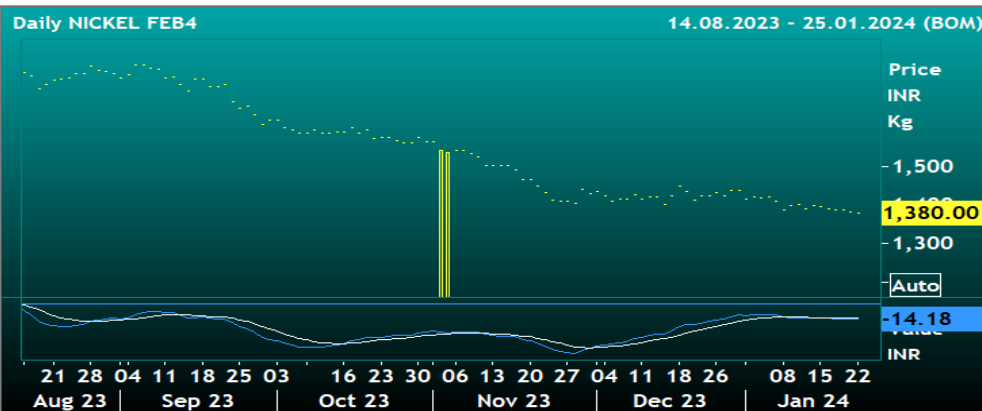 Daily NICKEL FEB4 14.08.2023 - 25.01.2024 (BOM)
Price
INR
Kg
1,500
1,380.00
1,300
Auto
-14.18
Value
INR
21 28 04 11 18 25 03 16 23 30 06 13 20 27 04 11 18 26 08 15 22
Aug 23 Sep 23 Oct 23 Nov 23 Dec 23 Jan 24